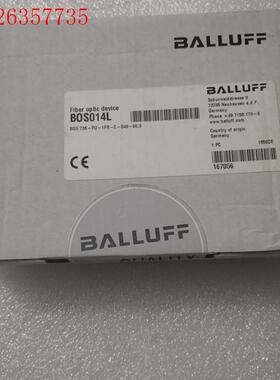 26357735
BALLUFF
Fiber optic device
BOS014L
Schurwaldstrasse 9
73765 Neuhausen a.d.F.
Germany
www.balluff.com
Country of origin
Germany
1 PC
167056
BALLUFF
QUALITY